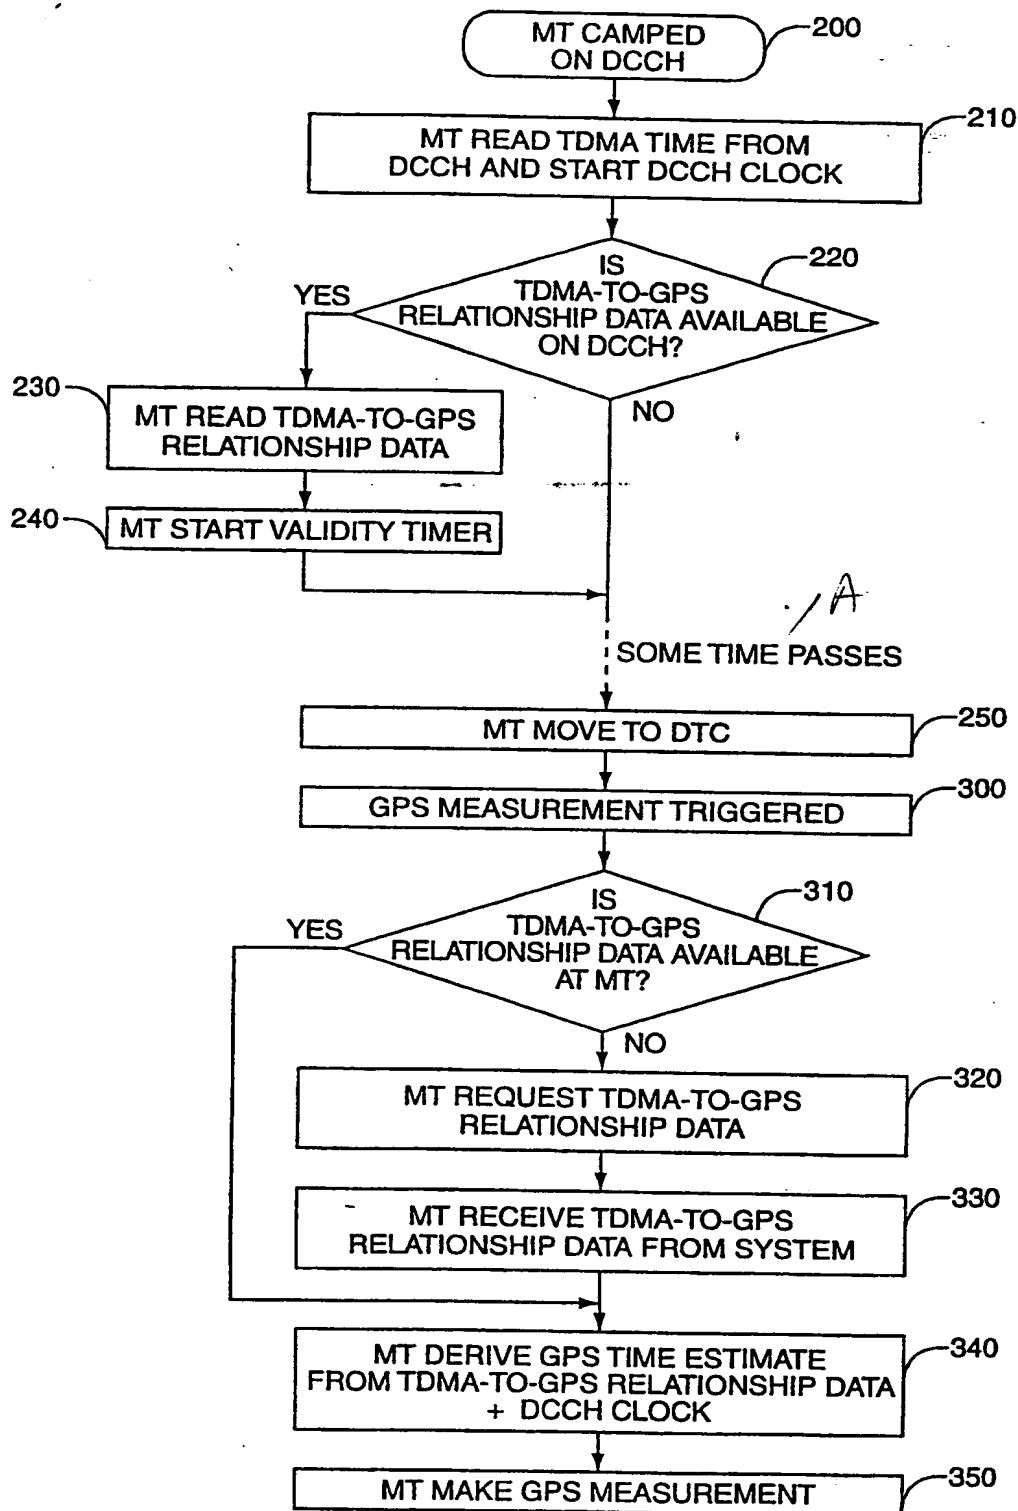 MT CAMPED
ON DCCH
200
MT READ TDMA TIME FROM
DCCH AND START DCCH CLOCK
210
IS
TDMA-TO-GPS
RELATIONSHIP DATA AVAILABLE
ON DCCH?
220
YES
NO
230
MT READ TDMA-TO-GPS
RELATIONSHIP DATA
240
MT START VALIDITY TIMER
A
SOME TIME PASSES
MT MOVE TO DTC
250
GPS MEASUREMENT TRIGGERED
300
IS
TDMA-TO-GPS
RELATIONSHIP DATA AVAILABLE
AT MT?
310
YES
NO
MT REQUEST TDMA-TO-GPS
RELATIONSHIP DATA
320
MT RECEIVE TDMA-TO-GPS
RELATIONSHIP DATA FROM SYSTEM
330
MT DERIVE GPS TIME ESTIMATE
FROM TDMA-TO-GPS RELATIONSHIP DATA
+ DCCH CLOCK
340
MT MAKE GPS MEASUREMENT
350